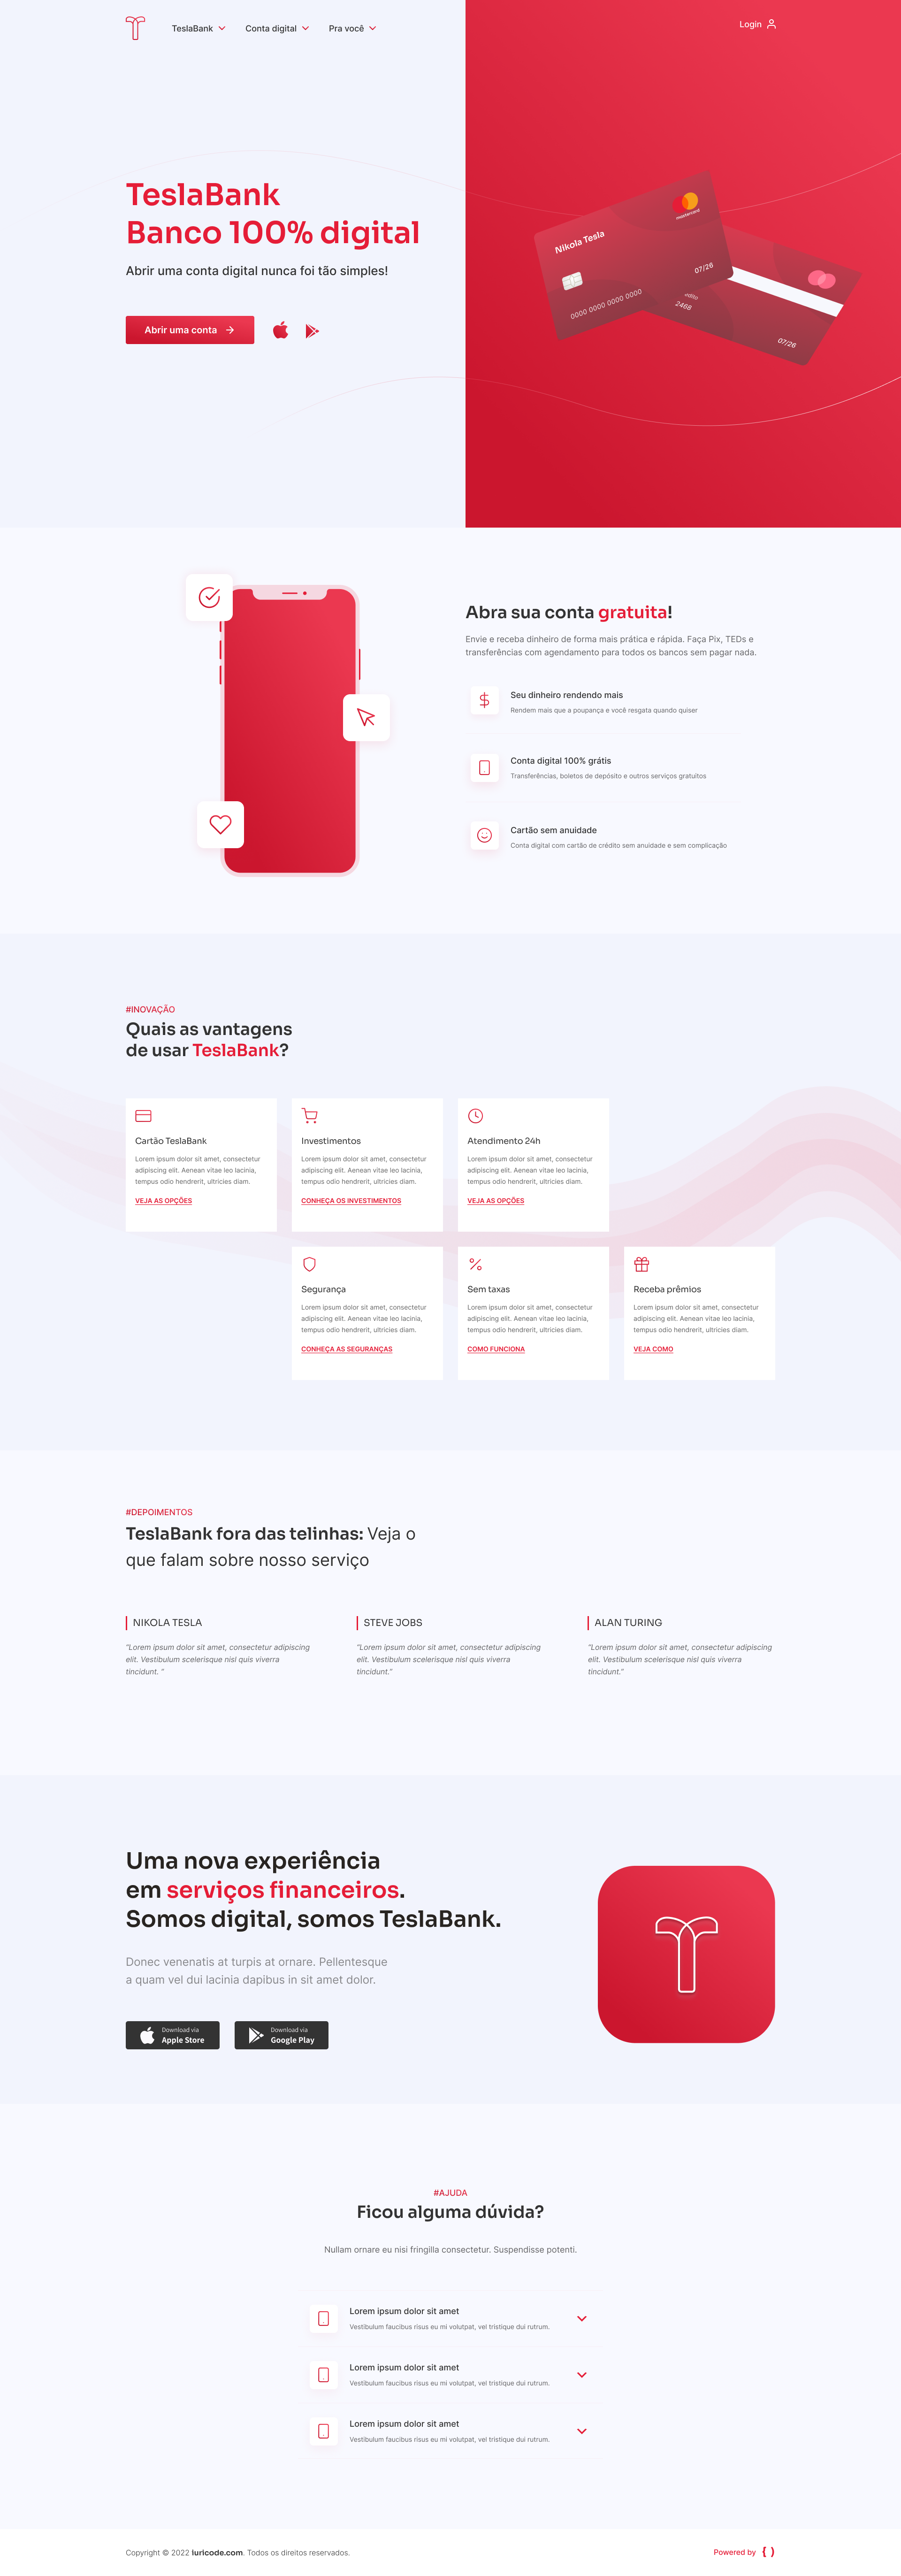 TeslaBank
Conta digital
Pra você
Login
TeslaBank
Banco 100% digital
Abrir uma conta digital nunca foi tão simples!
Abrir uma conta
Nikola Tesla
mastercard
07/26
0000 0000 0000 0000
2468
07/26
Abra sua conta gratuita!
Envie e receba dinheiro de forma mais prática e rápida. Faça Pix, TEDs e
transferências com agendamento para todos os bancos sem pagar nada.
Seu dinheiro rendendo mais
Rendem mais que a poupança e você resgata quando quiser
Conta digital 100% grátis
Transferências, boletos de depósito e outros serviços gratuitos
Cartão sem anuidade
Conta digital com cartão de crédito sem anuidade e sem complicação
#INOVAÇÃO
Quais as vantagens
de usar TeslaBank?
Cartão TeslaBank
Lorem ipsum dolor sit amet, consectetur
adipiscing elit. Aenean vitae leo lacinia,
tempus odio hendrerit, ultricies diam.
VEJA AS OPÇÕES
Investimentos
Lorem ipsum dolor sit amet, consectetur
adipiscing elit. Aenean vitae leo lacinia,
tempus odio hendrerit, ultricies diam.
CONHEÇA OS INVESTIMENTOS
Atendimento 24h
Lorem ipsum dolor sit amet, consectetur
adipiscing elit. Aenean vitae leo lacinia,
tempus odio hendrerit, ultricies diam.
VEJA AS OPÇÕES
Segurança
Lorem ipsum dolor sit amet, consectetur
adipiscing elit. Aenean vitae leo lacinia,
tempus odio hendrerit, ultricies diam.
CONHEÇA AS SEGURANÇAS
Sem taxas
Lorem ipsum dolor sit amet, consectetur
adipiscing elit. Aenean vitae leo lacinia,
tempus odio hendrerit, ultricies diam.
COMO FUNCIONA
Receba prêmios
Lorem ipsum dolor sit amet, consectetur
adipiscing elit. Aenean vitae leo lacinia,
tempus odio hendrerit, ultricies diam.
VEJA COMO
#DEPOIMENTOS
TeslaBank fora das telinhas: Veja o
que falam sobre nosso serviço
NIKOLA TESLA
"Lorem ipsum dolor sit amet, consectetur adipiscing
elit. Vestibulum scelerisque nisl quis viverra
tincidunt. "
STEVE JOBS
"Lorem ipsum dolor sit amet, consectetur adipiscing
elit. Vestibulum scelerisque nisl quis viverra
tincidunt."
ALAN TURING
"Lorem ipsum dolor sit amet, consectetur adipiscing
elit. Vestibulum scelerisque nisl quis viverra
tincidunt."
Uma nova experiência
em serviços financeiros.
Somos digital, somos TeslaBank.
Donec venenatis at turpis at ornare. Pellentesque
a quam vel dui lacinia dapibus in sit amet dolor.
Download via
Apple Store
Download via
Google Play
#AJUDA
Ficou alguma dúvida?
Nullam ornare eu nisi fringilla consectetur. Suspendisse potenti.
Lorem ipsum dolor sit amet
Vestibulum faucibus risus eu mi volutpat, vel tristique dui rutrum.
Lorem ipsum dolor sit amet
Vestibulum faucibus risus eu mi volutpat, vel tristique dui rutrum.
Lorem ipsum dolor sit amet
Vestibulum faucibus risus eu mi volutpat, vel tristique dui rutrum.
Copyright © 2022 iuricode.com. Todos os direitos reservados.
Powered by { }